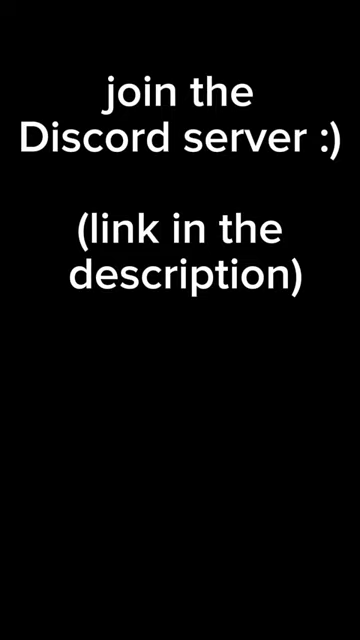 join the
Discord server :)
(link in the
description)